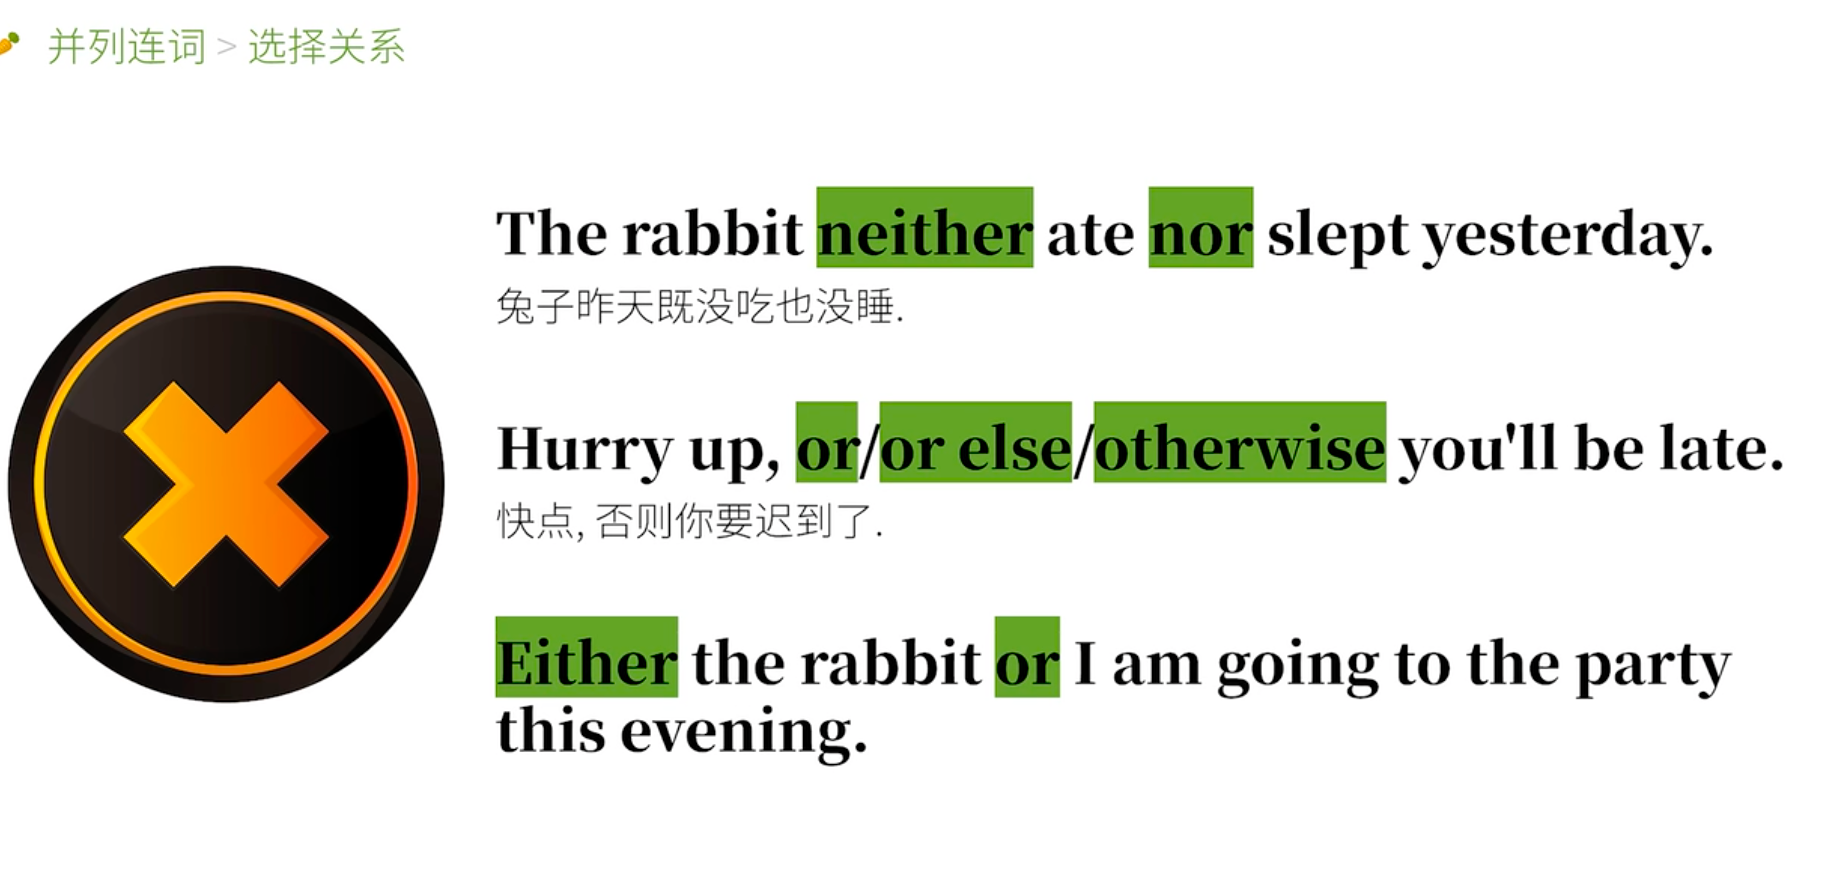 并列连词 > 选择关系
The rabbit neither ate nor slept yesterday.
兔子昨天既没吃也没睡.
Hurry up, or/or else/otherwise you'll be late.
快点, 否则你要迟到了.
Either the rabbit or I am going to the party
this evening.